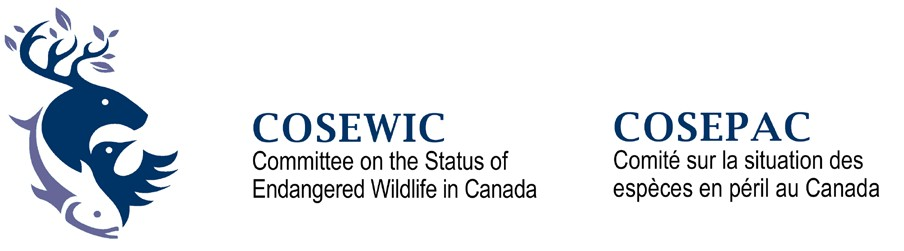 COSEWIC
Committee on the Status of
Endangered Wildlife in Canada
COSEPAC
Comité sur la situation des
espèces en péril au Canada